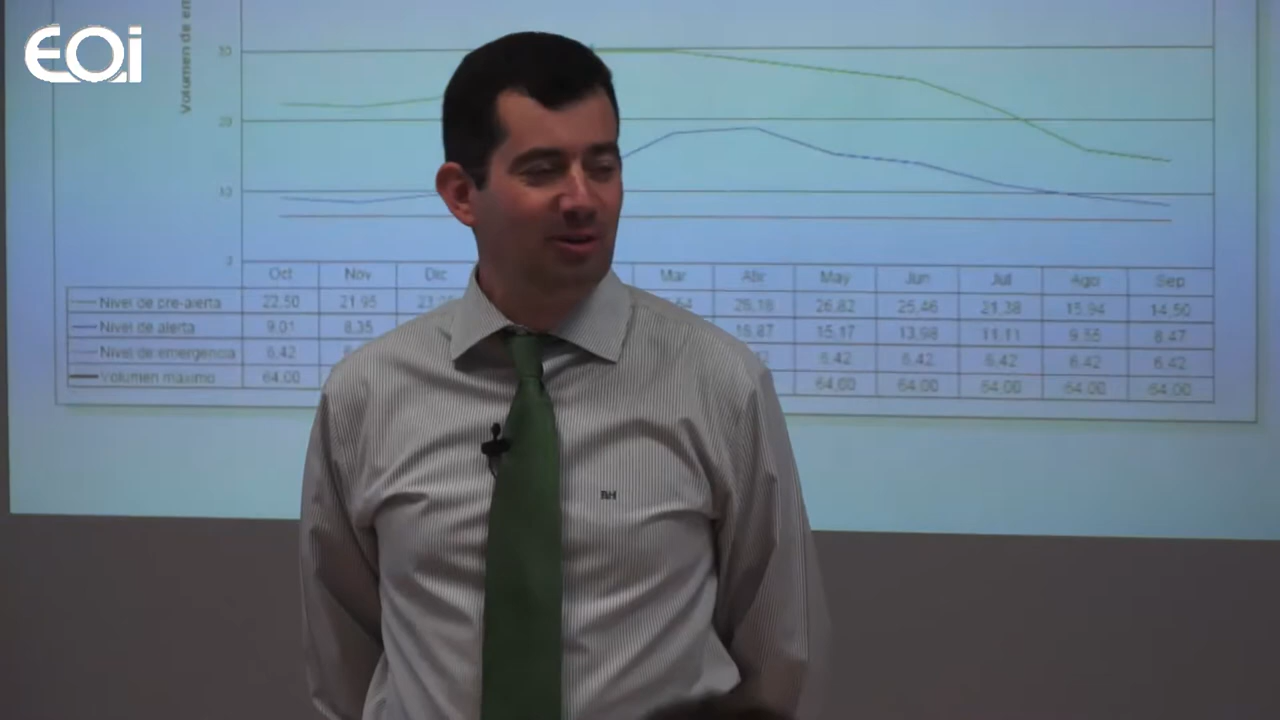 EOi
Volumen de em
30
20
10
0
Oct Nov Dic Mar Abr May Jun Jul Ago Sep
Nivel de pre-alerta 22,50 21,95 26,82 25,46 21,38 15,94 14,50
Nivel de alerta 9,01 8,35 15,17 13,98 11,11 9,55 8,47
Nivel de emergencia 6,42 6,42 6,42 6,42 6,42 6,42
Volumen maximo 64,00 64,00 64,00 64,00 64,00 64,00